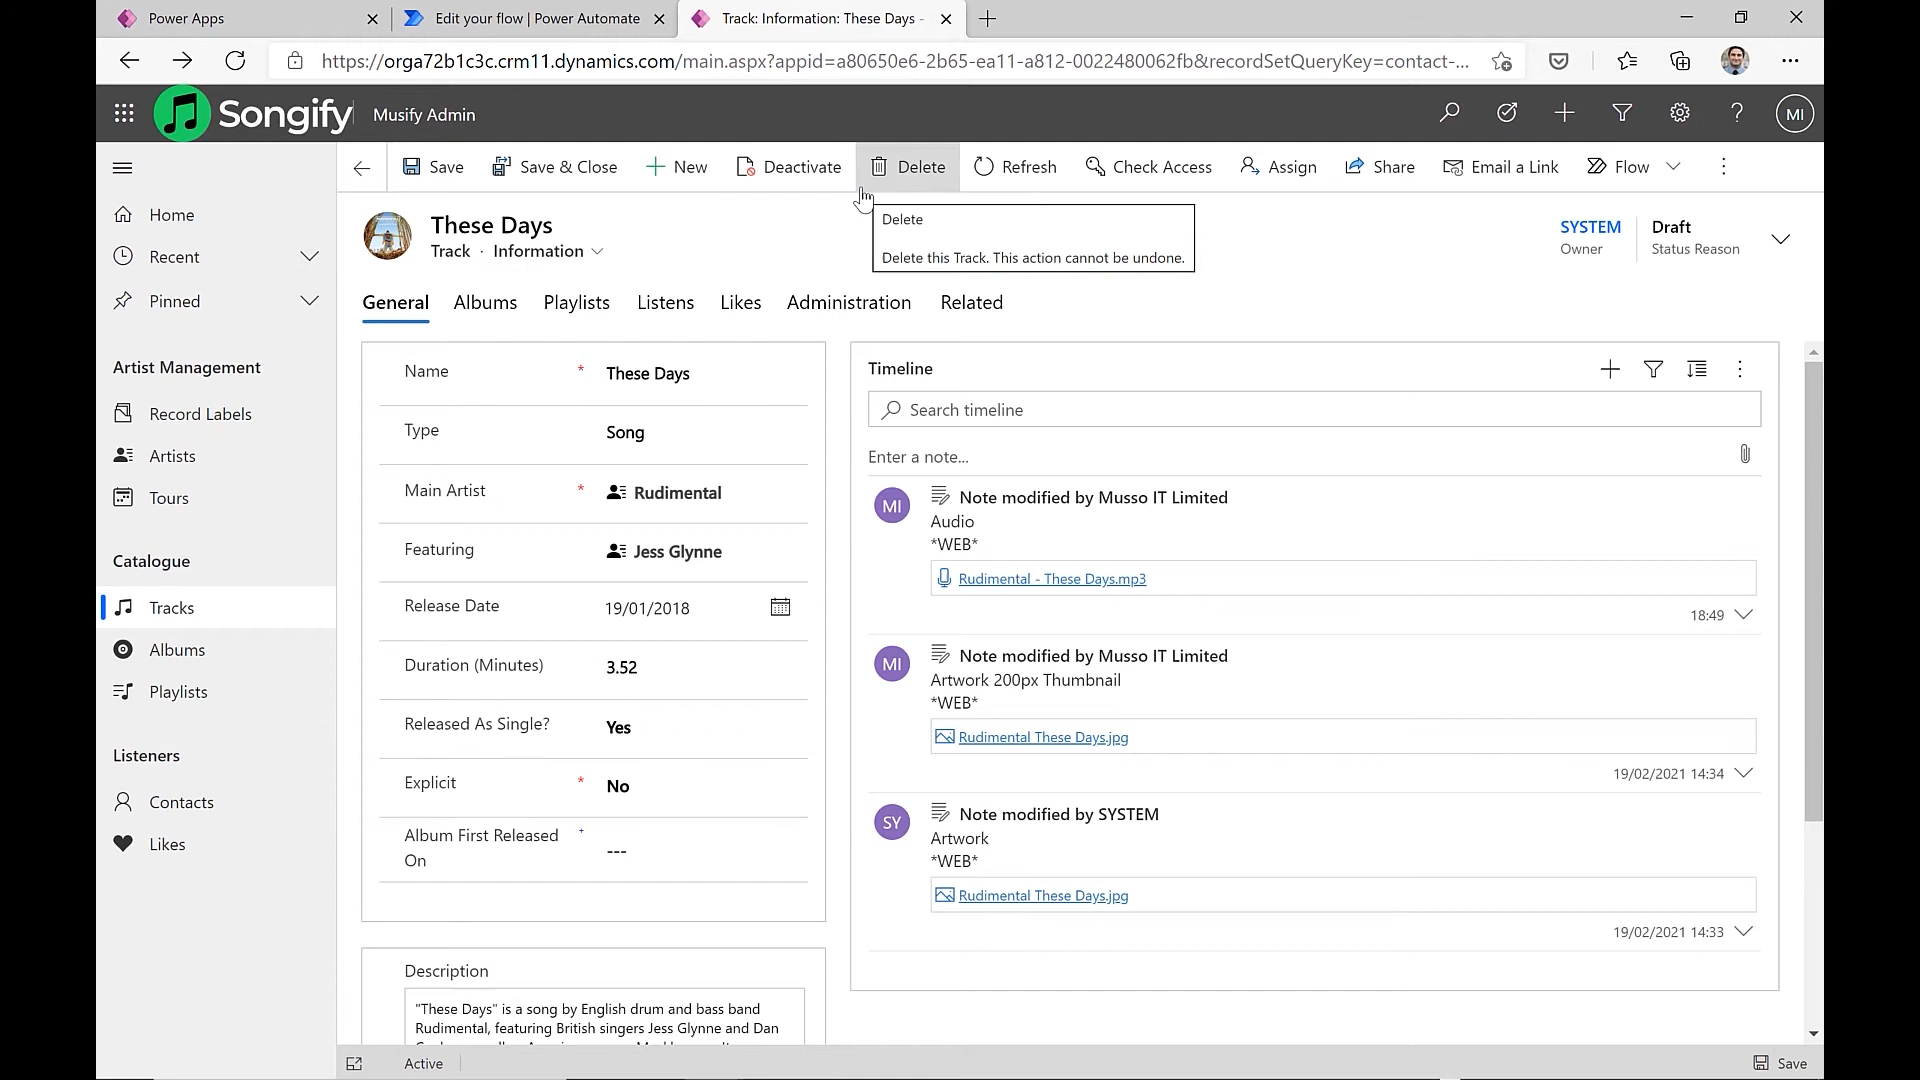 Power Apps
Edit your flow | Power Automate
Track: Information: These Days -
https://orga72b1c3c.crm11.dynamics.com/main.aspx?appid=a80650e6-2b65-ea11-a812-0022480062fb&recordSetQueryKey=contact-...
Songify
Musify Admin
MI
Save
Save & Close
New
Deactivate
Delete
Refresh
Check Access
Assign
Share
Email a Link
Flow
Delete
Delete this Track. This action cannot be undone.
Home
Recent
Pinned
Artist Management
Record Labels
Artists
Tours
Catalogue
Tracks
Albums
Playlists
Listeners
Contacts
Likes
These Days
Track · Information
SYSTEM
Owner
Draft
Status Reason
General
Albums
Playlists
Listens
Likes
Administration
Related
Name * These Days
Type Song
Main Artist * Rudimental
Featuring Jess Glynne
Release Date 19/01/2018
Duration (Minutes) 3.52
Released As Single? Yes
Explicit * No
Album First Released + ---
On
Description
"These Days" is a song by English drum and bass band
Rudimental, featuring British singers Jess Glynne and Dan
Timeline
Search timeline
Enter a note...
MI
Note modified by Musso IT Limited
Audio
*WEB*
Rudimental - These Days.mp3
18:49
MI
Note modified by Musso IT Limited
Artwork 200px Thumbnail
*WEB*
Rudimental These Days.jpg
19/02/2021 14:34
SY
Note modified by SYSTEM
Artwork
*WEB*
Rudimental These Days.jpg
19/02/2021 14:33
Active
Save